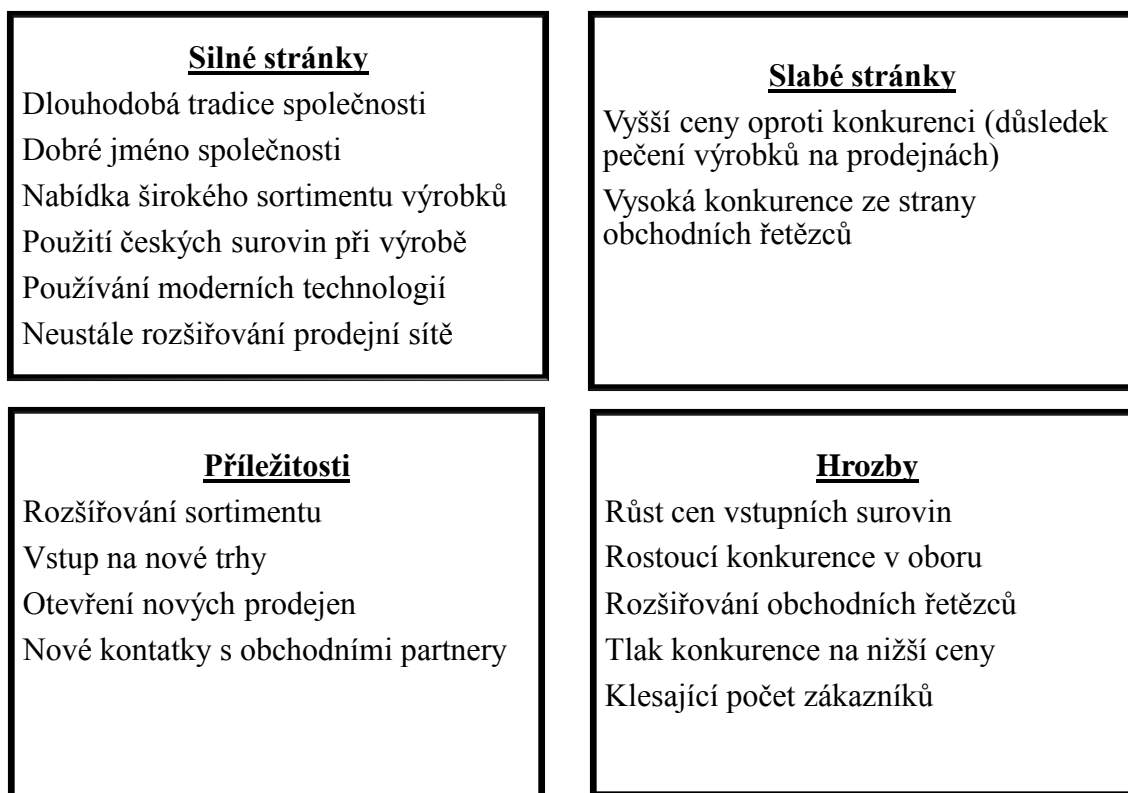 Silné stránky
Dlouhodobá tradice společnosti
Dobré jméno společnosti
Nabídka širokého sortimentu výrobků
Použití českých surovin při výrobě
Používání moderních technologií
Neustále rozšiřování prodejní sítě
Slabé stránky
Vyšší ceny oproti konkurenci (důsledek
pečení výrobků na prodejnách)
Vysoká konkurence ze strany
obchodních řetězců
Příležitosti
Rozšířování sortimentu
Vstup na nové trhy
Otevření nových prodejen
Nové kontatky s obchodními partnery
Hrozby
Růst cen vstupních surovin
Rostoucí konkurence v oboru
Rozšiřování obchodních řetězců
Tlak konkurence na nižší ceny
Klesající počet zákazníků